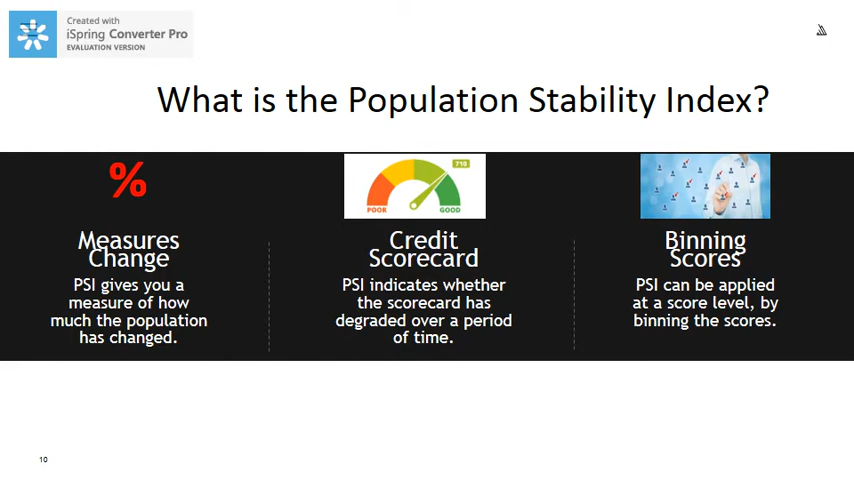 Created with
iSpring Converter Pro
EVALUATION VERSION
What is the Population Stability Index?
%
Measures
Change
PSI gives you a
measure of how
much the population
has changed.
710
POOR
GOOD
Credit
Scorecard
PSI indicates whether
the scorecard has
degraded over a period
of time.
Binning
Scores
PSI can be applied
at a score level, by
binning the scores.
10